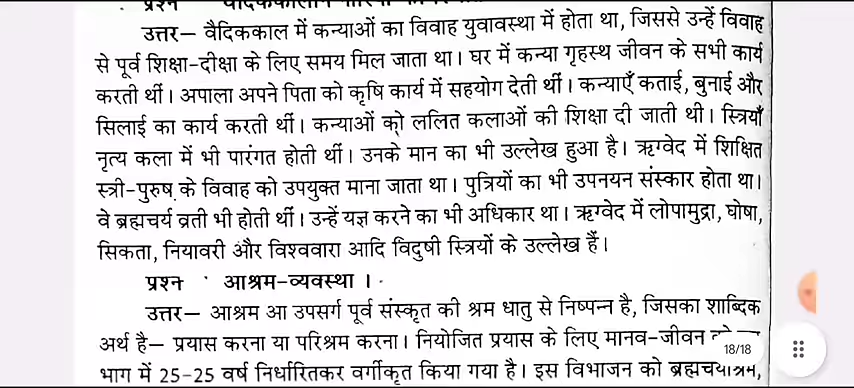 प्रश्न
उत्तर— वैदिककाल में कन्याओं का विवाह युवावस्था में होता था, जिससे उन्हें विवाह
से पूर्व शिक्षा-दीक्षा के लिए समय मिल जाता था। घर में कन्या गृहस्थ जीवन के सभी कार्य
करती थीं। अपाला अपने पिता को कृषि कार्य में सहयोग देती थीं। कन्याएँ कताई, बुनाई और
सिलाई का कार्य करती थीं। कन्याओं को ललित कलाओं की शिक्षा दी जाती थी। स्त्रियाँ
नृत्य कला में भी पारंगत होती थीं। उनके मान का भी उल्लेख हुआ है। ऋग्वेद में शिक्षित
स्त्री-पुरुष के विवाह को उपयुक्त माना जाता था। पुत्रियों का भी उपनयन संस्कार होता था।
वे ब्रह्मचर्य व्रती भी होती थीं। उन्हें यज्ञ करने का भी अधिकार था। ऋग्वेद में लोपामुद्रा, घोषा,
सिकता, नियावरी और विश्ववारा आदि विदुषी स्त्रियों के उल्लेख हैं।
प्रश्न आश्रम-व्यवस्था ।
उत्तर— आश्रम आ उपसर्ग पूर्व संस्कृत की श्रम धातु से निष्पन्न है, जिसका शाब्दिक
अर्थ है— प्रयास करना या परिश्रम करना। नियोजित प्रयास के लिए मानव-जीवन
18/18
भाग में 25-25 वर्ष निर्धारितकर वर्गीकृत किया गया है। इस विभाजन को ब्रह्मचर्याश्रम,